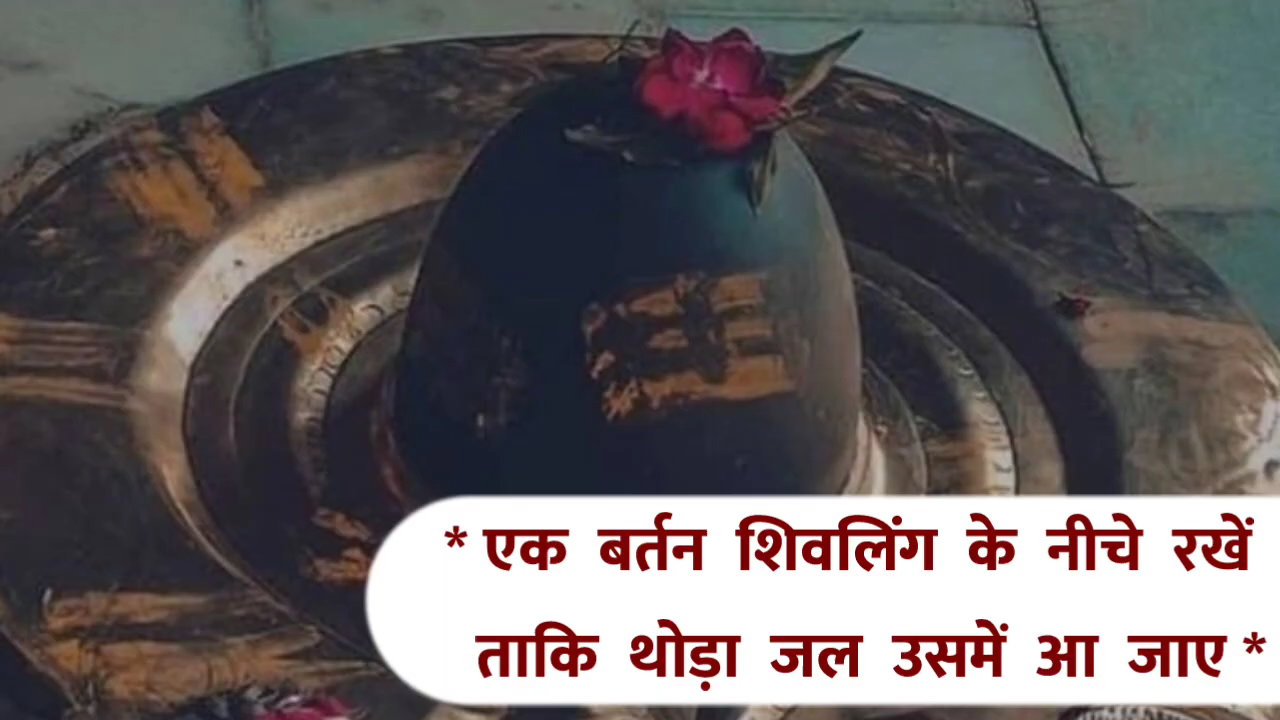 * एक बर्तन शिवलिंग के नीचे रखें
ताकि थोड़ा जल उसमें आ जाए *